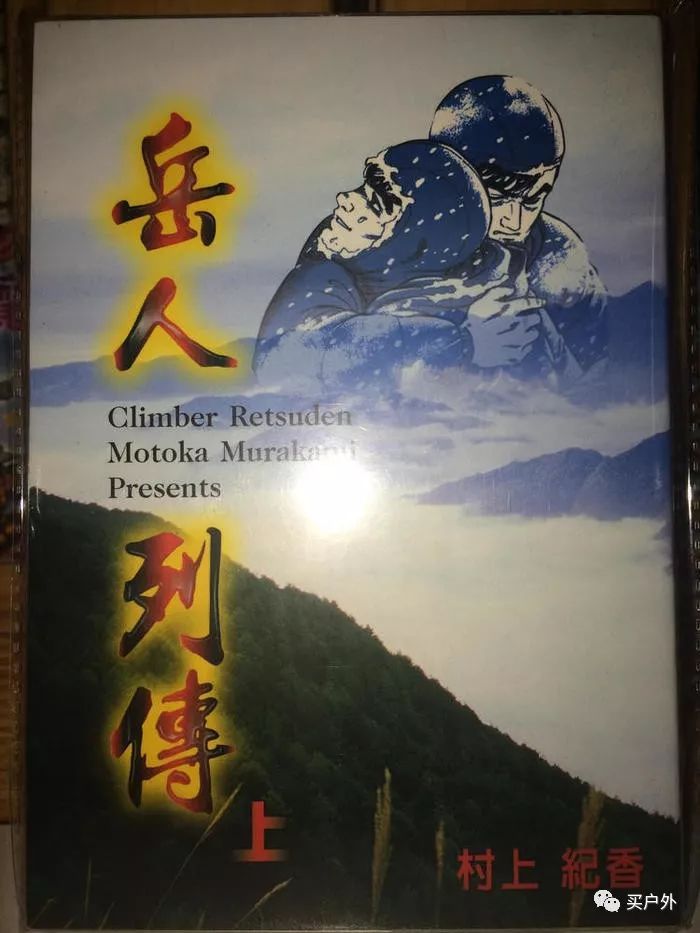 岳人列傳
Climber Retsuden
Motoka Murakami
Presents
上
村上 紀香
买户外